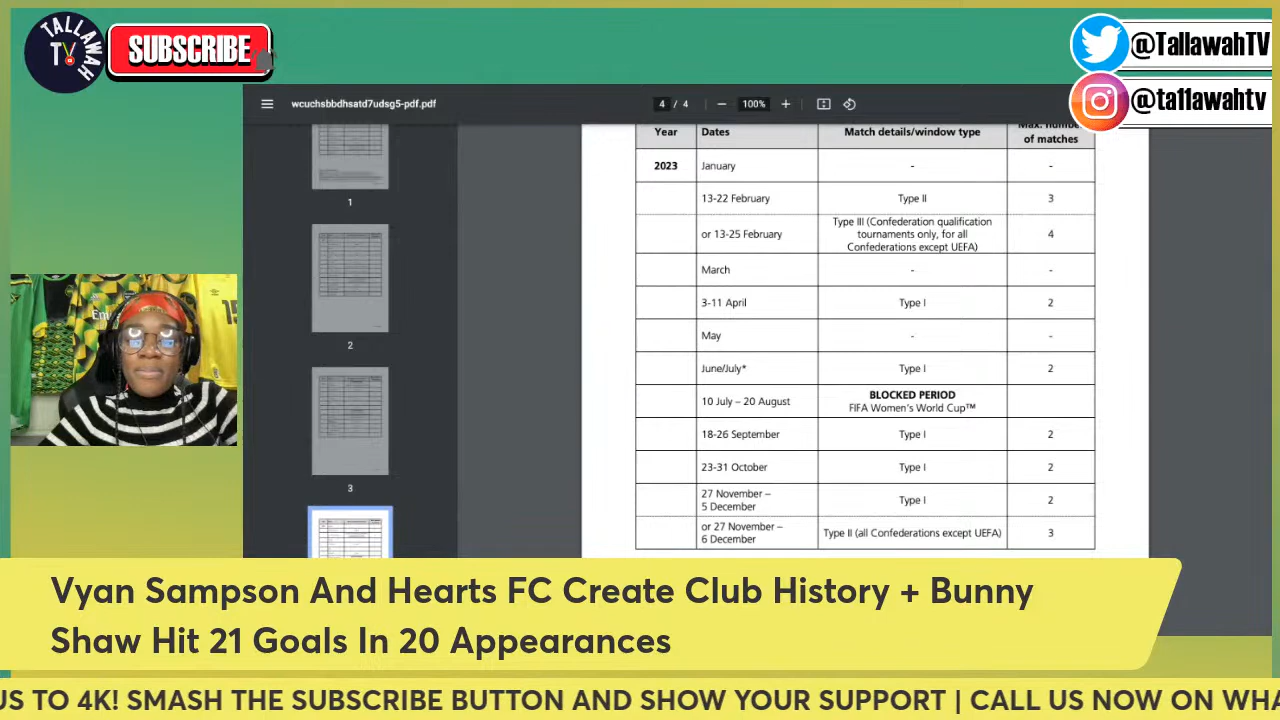 TALLAWAH
TV
SUBSCRIBE
@TallawahTV
@ta11awahtv
wcuchsbbdhsatd7udsg5-pdf.pdf
4 / 4
100%
Year Dates Match details/window type Max. number
of matches
2023 January - -
13-22 February Type II 3
or 13-25 February Type III (Confederation qualification
tournaments only, for all
Confederations except UEFA) 4
March - -
3-11 April Type I 2
May - -
June/July* Type I 2
10 July – 20 August BLOCKED PERIOD
FIFA Women's World Cup™
18-26 September Type I 2
23-31 October Type I 2
27 November –
5 December Type I 2
or 27 November –
6 December Type II (all Confederations except UEFA) 3
1
2
3
15
Vyan Sampson And Hearts FC Create Club History + Bunny
Shaw Hit 21 Goals In 20 Appearances
US TO 4K! SMASH THE SUBSCRIBE BUTTON AND SHOW YOUR SUPPORT | CALL US NOW ON WHA